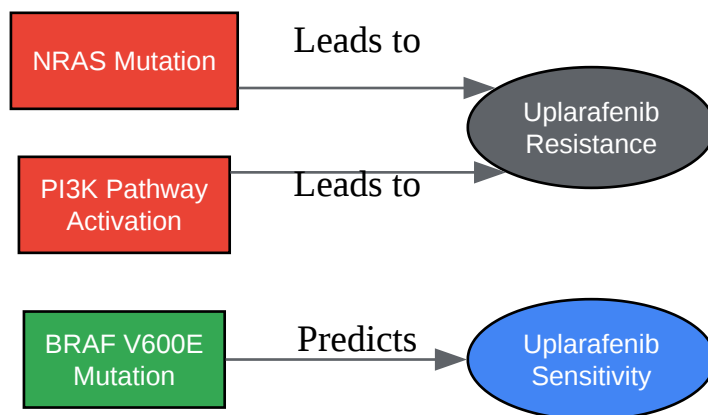 NRAS Mutation
Leads to
Uplarafenib
Resistance
PI3K Pathway
Activation
Leads to
BRAF V600E
Mutation
Predicts
Uplarafenib
Sensitivity